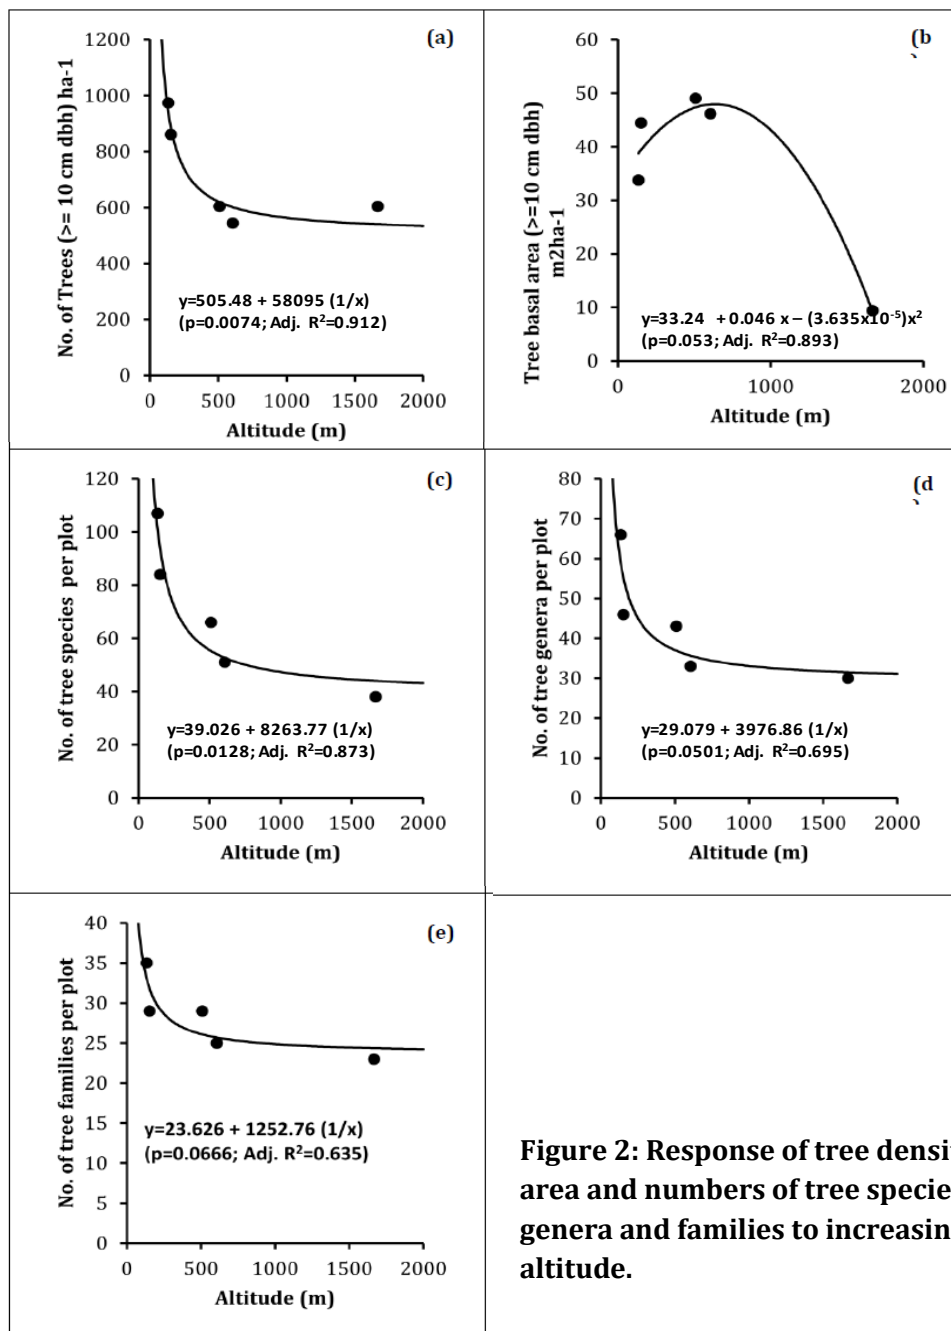 (a)
1200
1000
800
600
400
200
0
No. of Trees (>= 10 cm dbh) ha-1
y=505.48 + 58095 (1/x)
(p=0.0074; Adj. R²=0.912)
0 500 1000 1500 2000
Altitude (m)
(b
60
50
40
30
20
10
0
Tree basal area (>=10 cm dbh)
m2ha-1
y=33.24 + 0.046 x – (3.635x10⁻⁵)x²
(p=0.053; Adj. R²=0.893)
0 1000 2000
Altitude (m)
(c)
120
100
80
60
40
20
0
No. of tree species per plot
y=39.026 + 8263.77 (1/x)
(p=0.0128; Adj. R²=0.873)
0 500 1000 1500 2000
Altitude (m)
(d
80
70
60
50
40
30
20
10
0
No. of tree genera per plot
y=29.079 + 3976.86 (1/x)
(p=0.0501; Adj. R²=0.695)
0 500 1000 1500 2000
Altitude (m)
(e)
40
35
30
25
20
15
10
5
0
No. of tree families per plot
y=23.626 + 1252.76 (1/x)
(p=0.0666; Adj. R²=0.635)
0 500 1000 1500 2000
Altitude (m)
Figure 2: Response of tree densi
area and numbers of tree specie
genera and families to increasin
altitude.